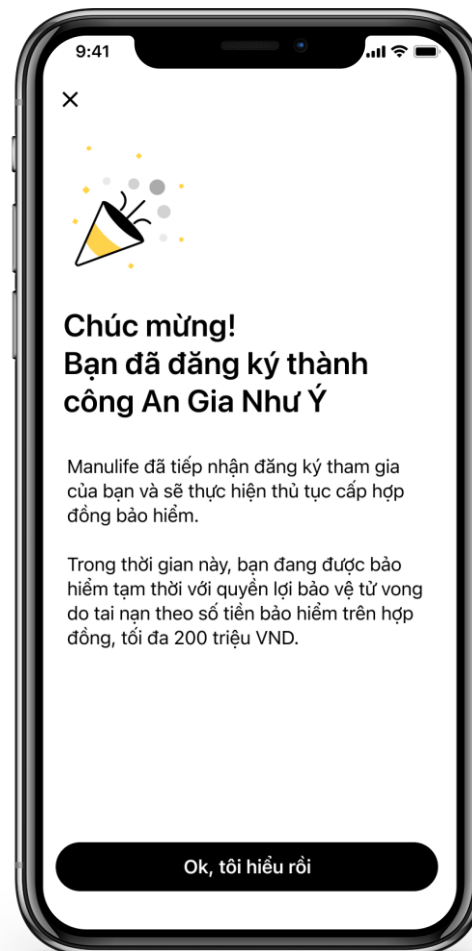 9:41
Chúc mừng!
Bạn đã đăng ký thành
công An Gia Như Ý
Manulife đã tiếp nhận đăng ký tham gia
của bạn và sẽ thực hiện thủ tục cấp hợp
đồng bảo hiểm.
Trong thời gian này, bạn đang được bảo
hiểm tạm thời với quyền lợi bảo vệ tử vong
do tai nạn theo số tiền bảo hiểm trên hợp
đồng, tối đa 200 triệu VND.
Ok, tôi hiểu rồi